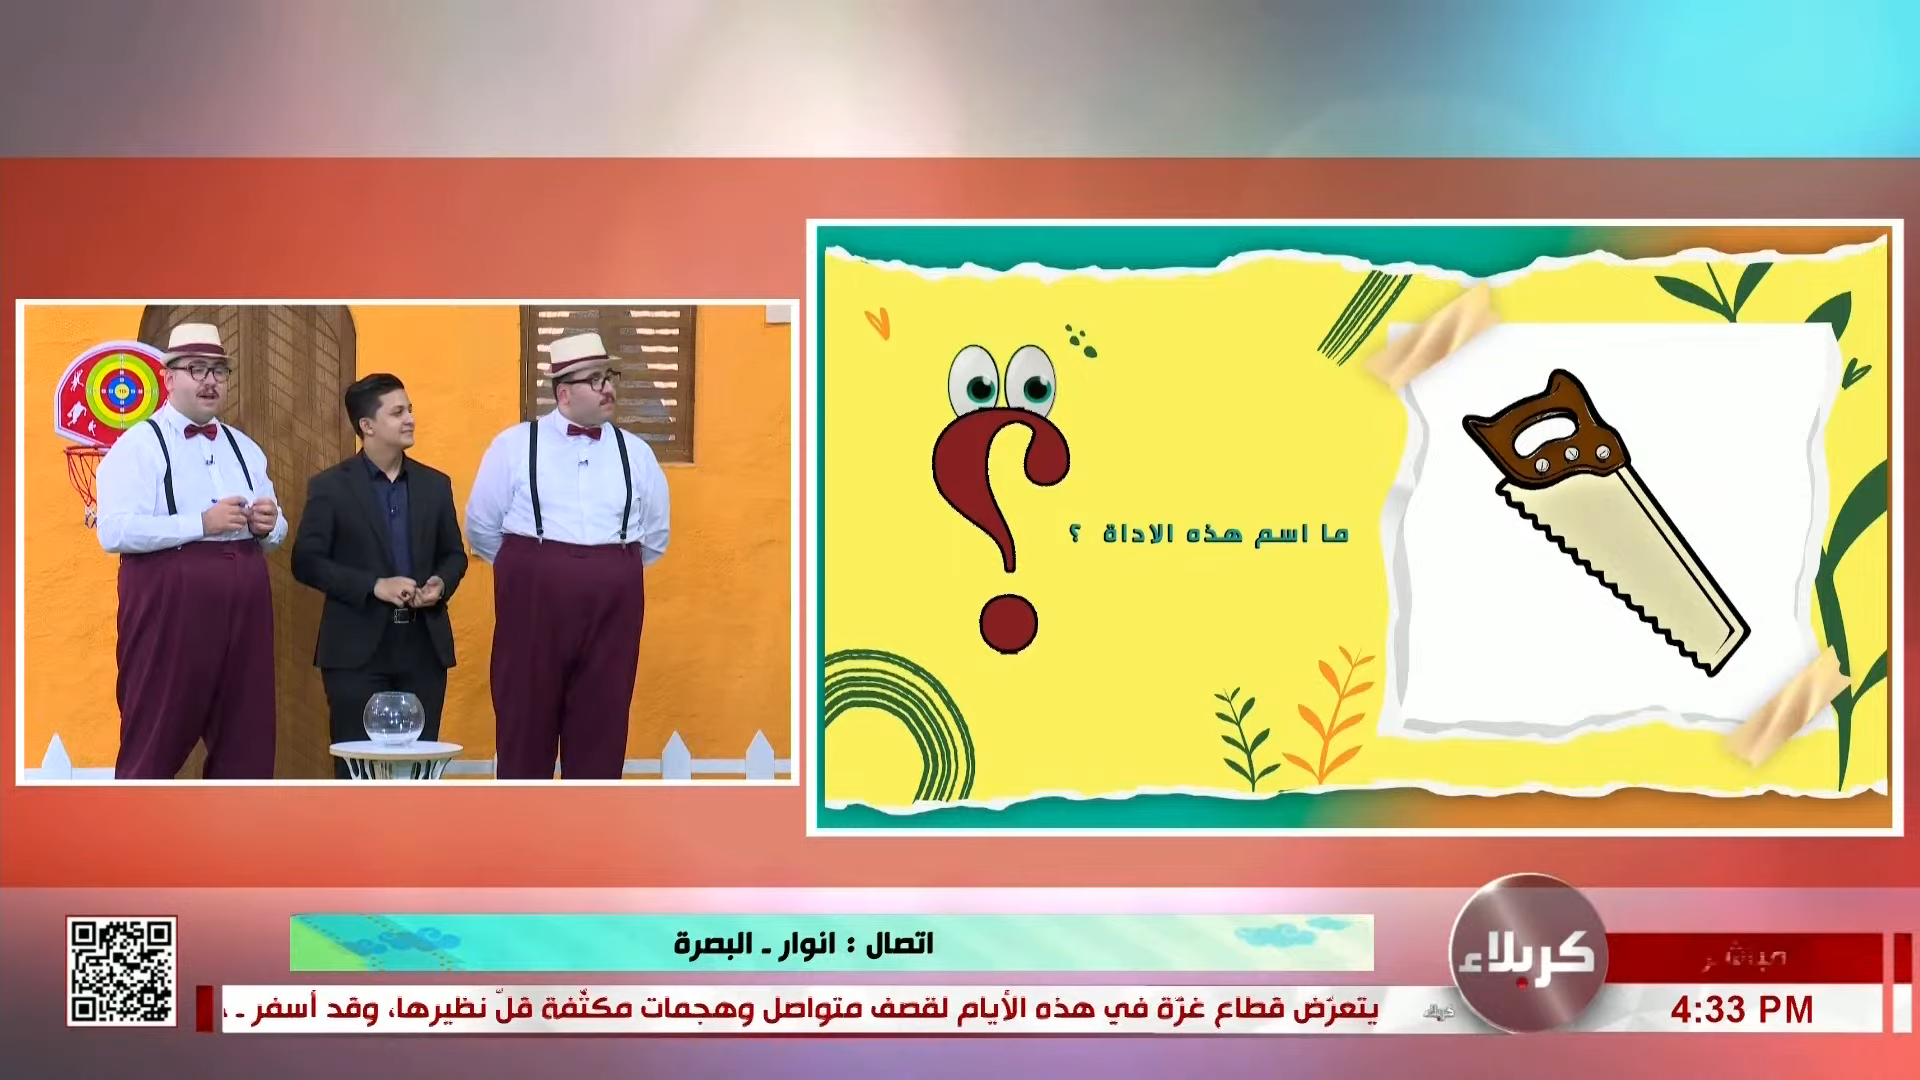 ما اسم هذه الاداة ؟
اتصال : انوار ـ البصرة
كربلاء
مباشر
يتعرّض قطاع غزّة في هذه الأيام لقصف متواصل وهجمات مكثّفة قلّ نظيرها، وقد أسفر ـ
4:33 PM